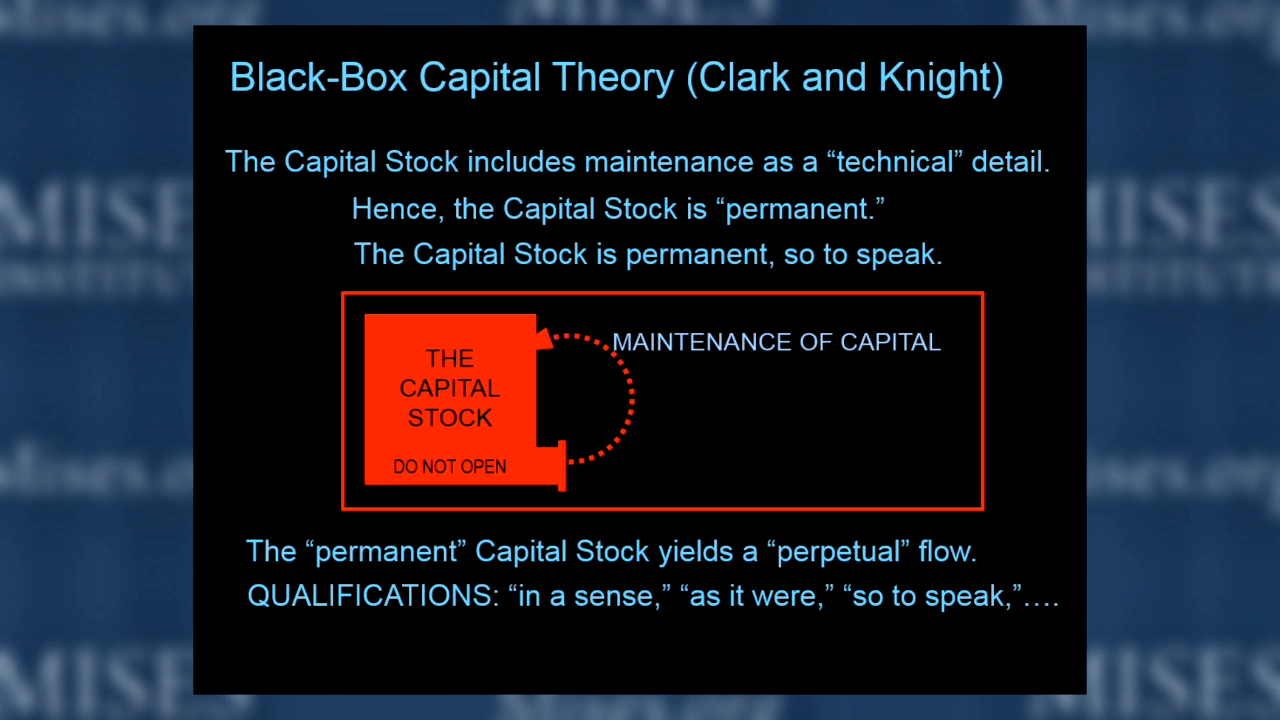 Black-Box Capital Theory (Clark and Knight)
The Capital Stock includes maintenance as a “technical” detail.
Hence, the Capital Stock is “permanent.”
The Capital Stock is permanent, so to speak.
THE
CAPITAL
STOCK
DO NOT OPEN
MAINTENANCE OF CAPITAL
The “permanent” Capital Stock yields a “perpetual” flow.
QUALIFICATIONS: “in a sense,” “as it were,” “so to speak,”….